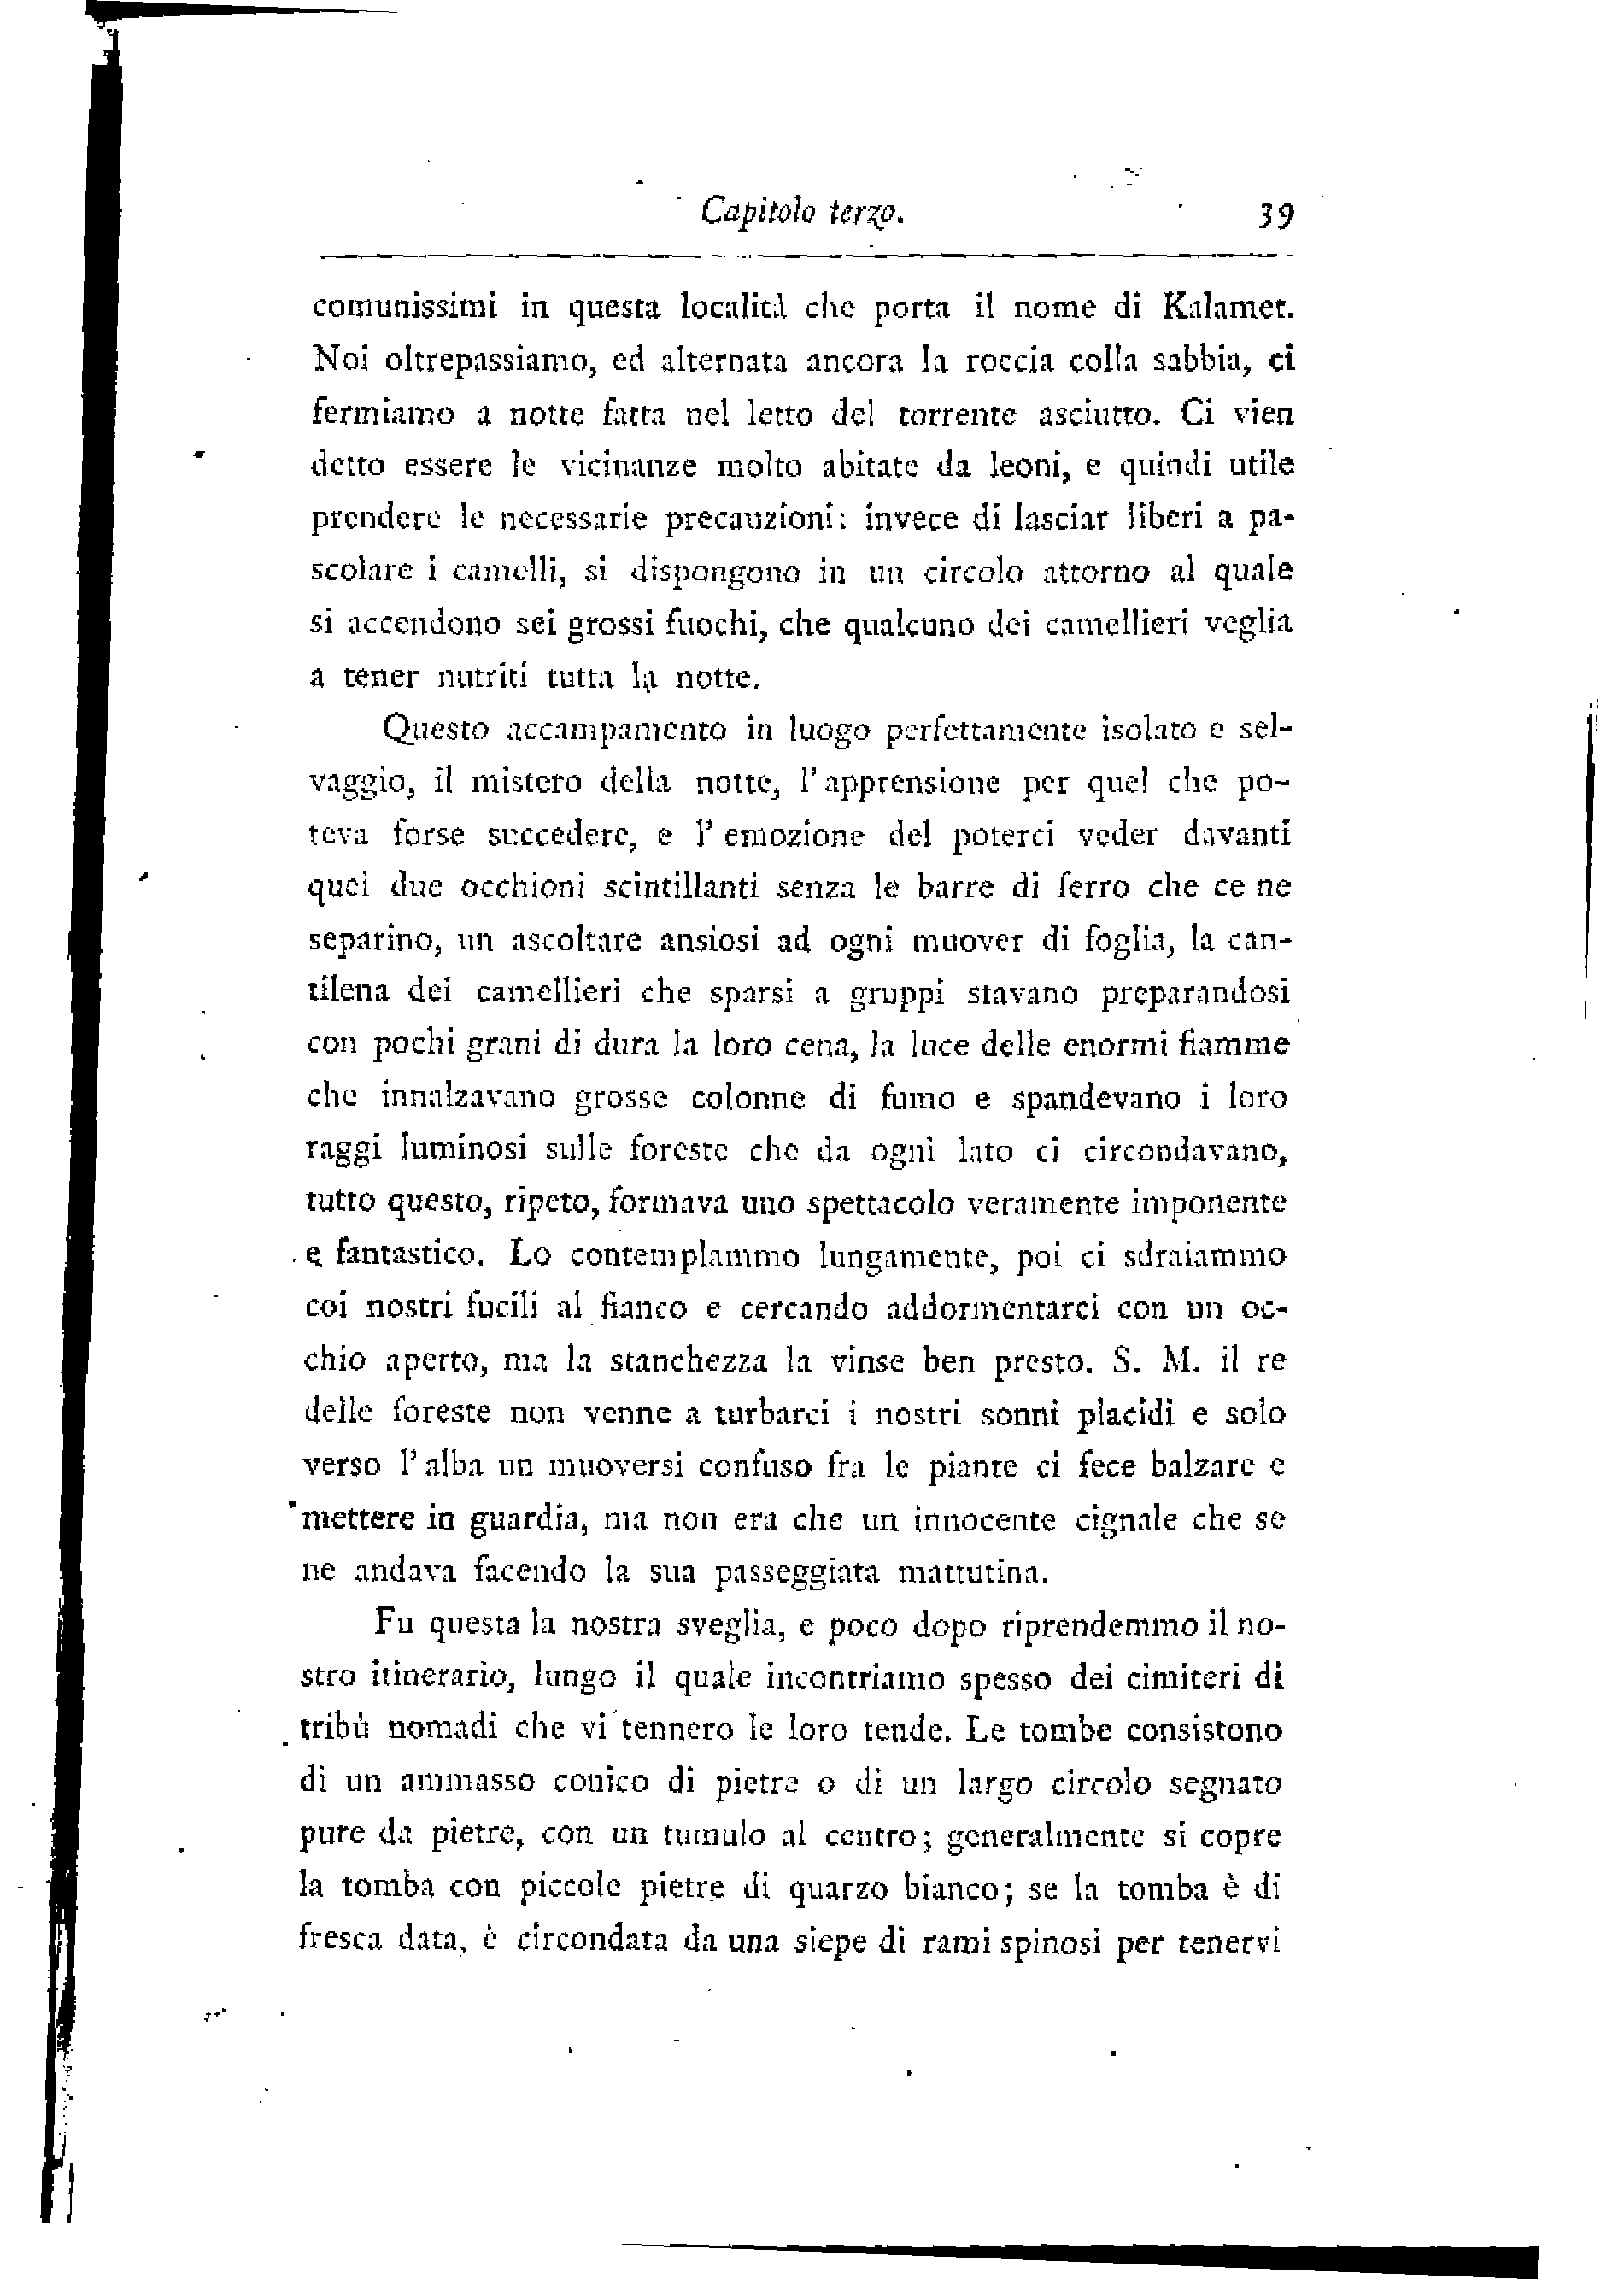 Capitolo terzo. 39
comunissimi in questa località che porta il nome di Kalamet.
Noi oltrepassiamo, ed alternata ancora la roccia colla sabbia, ci
fermiamo a notte fatta nel letto del torrente asciutto. Ci vien
detto essere le vicinanze molto abitate da leoni, e quindi utile
prendere le necessarie precauzioni: invece di lasciar liberi a pa-
scolare i camelli, si dispongono in un circolo attorno al quale
si accendono sei grossi fuochi, che qualcuno dei camellieri veglia
a tener nutriti tutta la notte.
Questo accampamento in luogo perfettamente isolato e sel-
vaggio, il mistero della notte, l'apprensione per quel che po-
teva forse succedere, e l'emozione del poterci veder davanti
quei due occhioni scintillanti senza le barre di ferro che ce ne
separino, un ascoltare ansiosi ad ogni muover di foglia, la can-
tilena dei camellieri che sparsi a gruppi stavano preparandosi
con pochi grani di dura la loro cena, la luce delle enormi fiamme
che innalzavano grosse colonne di fumo e spandevano i loro
raggi luminosi sulle foreste che da ogni lato ci circondavano,
tutto questo, ripeto, formava uno spettacolo veramente imponente
e fantastico. Lo contemplammo lungamente, poi ci sdraiammo
coi nostri fucili al fianco e cercando addormentarci con un oc-
chio aperto, ma la stanchezza la vinse ben presto. S. M. il re
delle foreste non venne a turbarci i nostri sonni placidi e solo
verso l'alba un muoversi confuso fra le piante ci fece balzare e
mettere in guardia, ma non era che un innocente cignale che se
ne andava facendo la sua passeggiata mattutina.
Fu questa la nostra sveglia, e poco dopo riprendemmo il no-
stro itinerario, lungo il quale incontriamo spesso dei cimiteri di
tribù nomadi che vi tennero le loro tende. Le tombe consistono
di un ammasso conico di pietre o di un largo circolo segnato
pure da pietre, con un tumulo al centro; generalmente si copre
la tomba con piccole pietre di quarzo bianco; se la tomba è di
fresca data, è circondata da una siepe di rami spinosi per tenervi